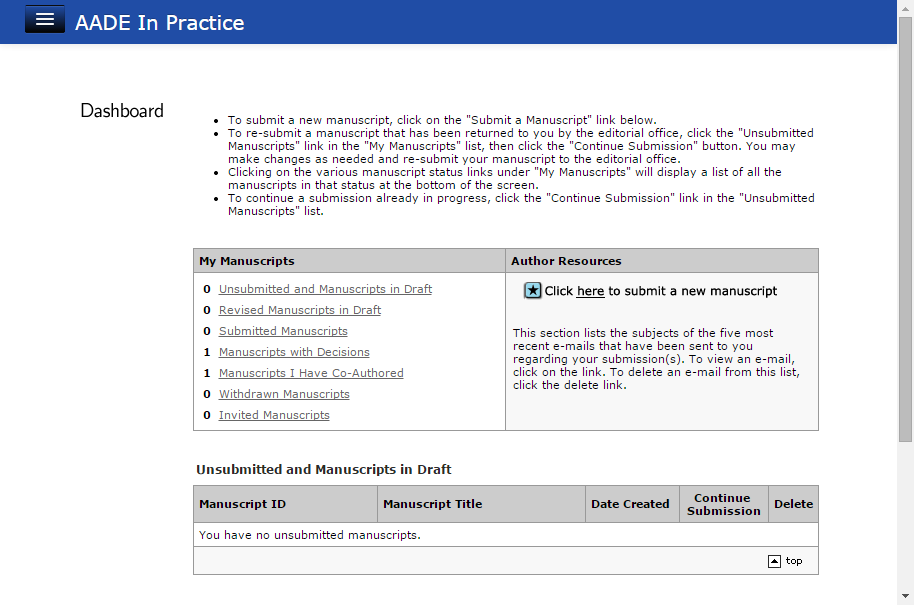 AADE In Practice
Dashboard
To submit a new manuscript, click on the "Submit a Manuscript" link below.
To re-submit a manuscript that has been returned to you by the editorial office, click the "Unsubmitted
Manuscripts" link in the "My Manuscripts" list, then click the "Continue Submission" button. You may
make changes as needed and re-submit your manuscript to the editorial office.
Clicking on the various manuscript status links under "My Manuscripts" will display a list of all the
manuscripts in that status at the bottom of the screen.
To continue a submission already in progress, click the "Continue Submission" link in the "Unsubmitted
Manuscripts" list.
My Manuscripts
0 Unsubmitted and Manuscripts in Draft
0 Revised Manuscripts in Draft
0 Submitted Manuscripts
1 Manuscripts with Decisions
1 Manuscripts I Have Co-Authored
0 Withdrawn Manuscripts
0 Invited Manuscripts
Author Resources
Click here to submit a new manuscript
This section lists the subjects of the five most
recent e-mails that have been sent to you
regarding your submission(s). To view an e-mail,
click on the link. To delete an e-mail from this list,
click the delete link.
Unsubmitted and Manuscripts in Draft
Manuscript ID
Manuscript Title
Date Created
Continue
Submission
Delete
You have no unsubmitted manuscripts.
top